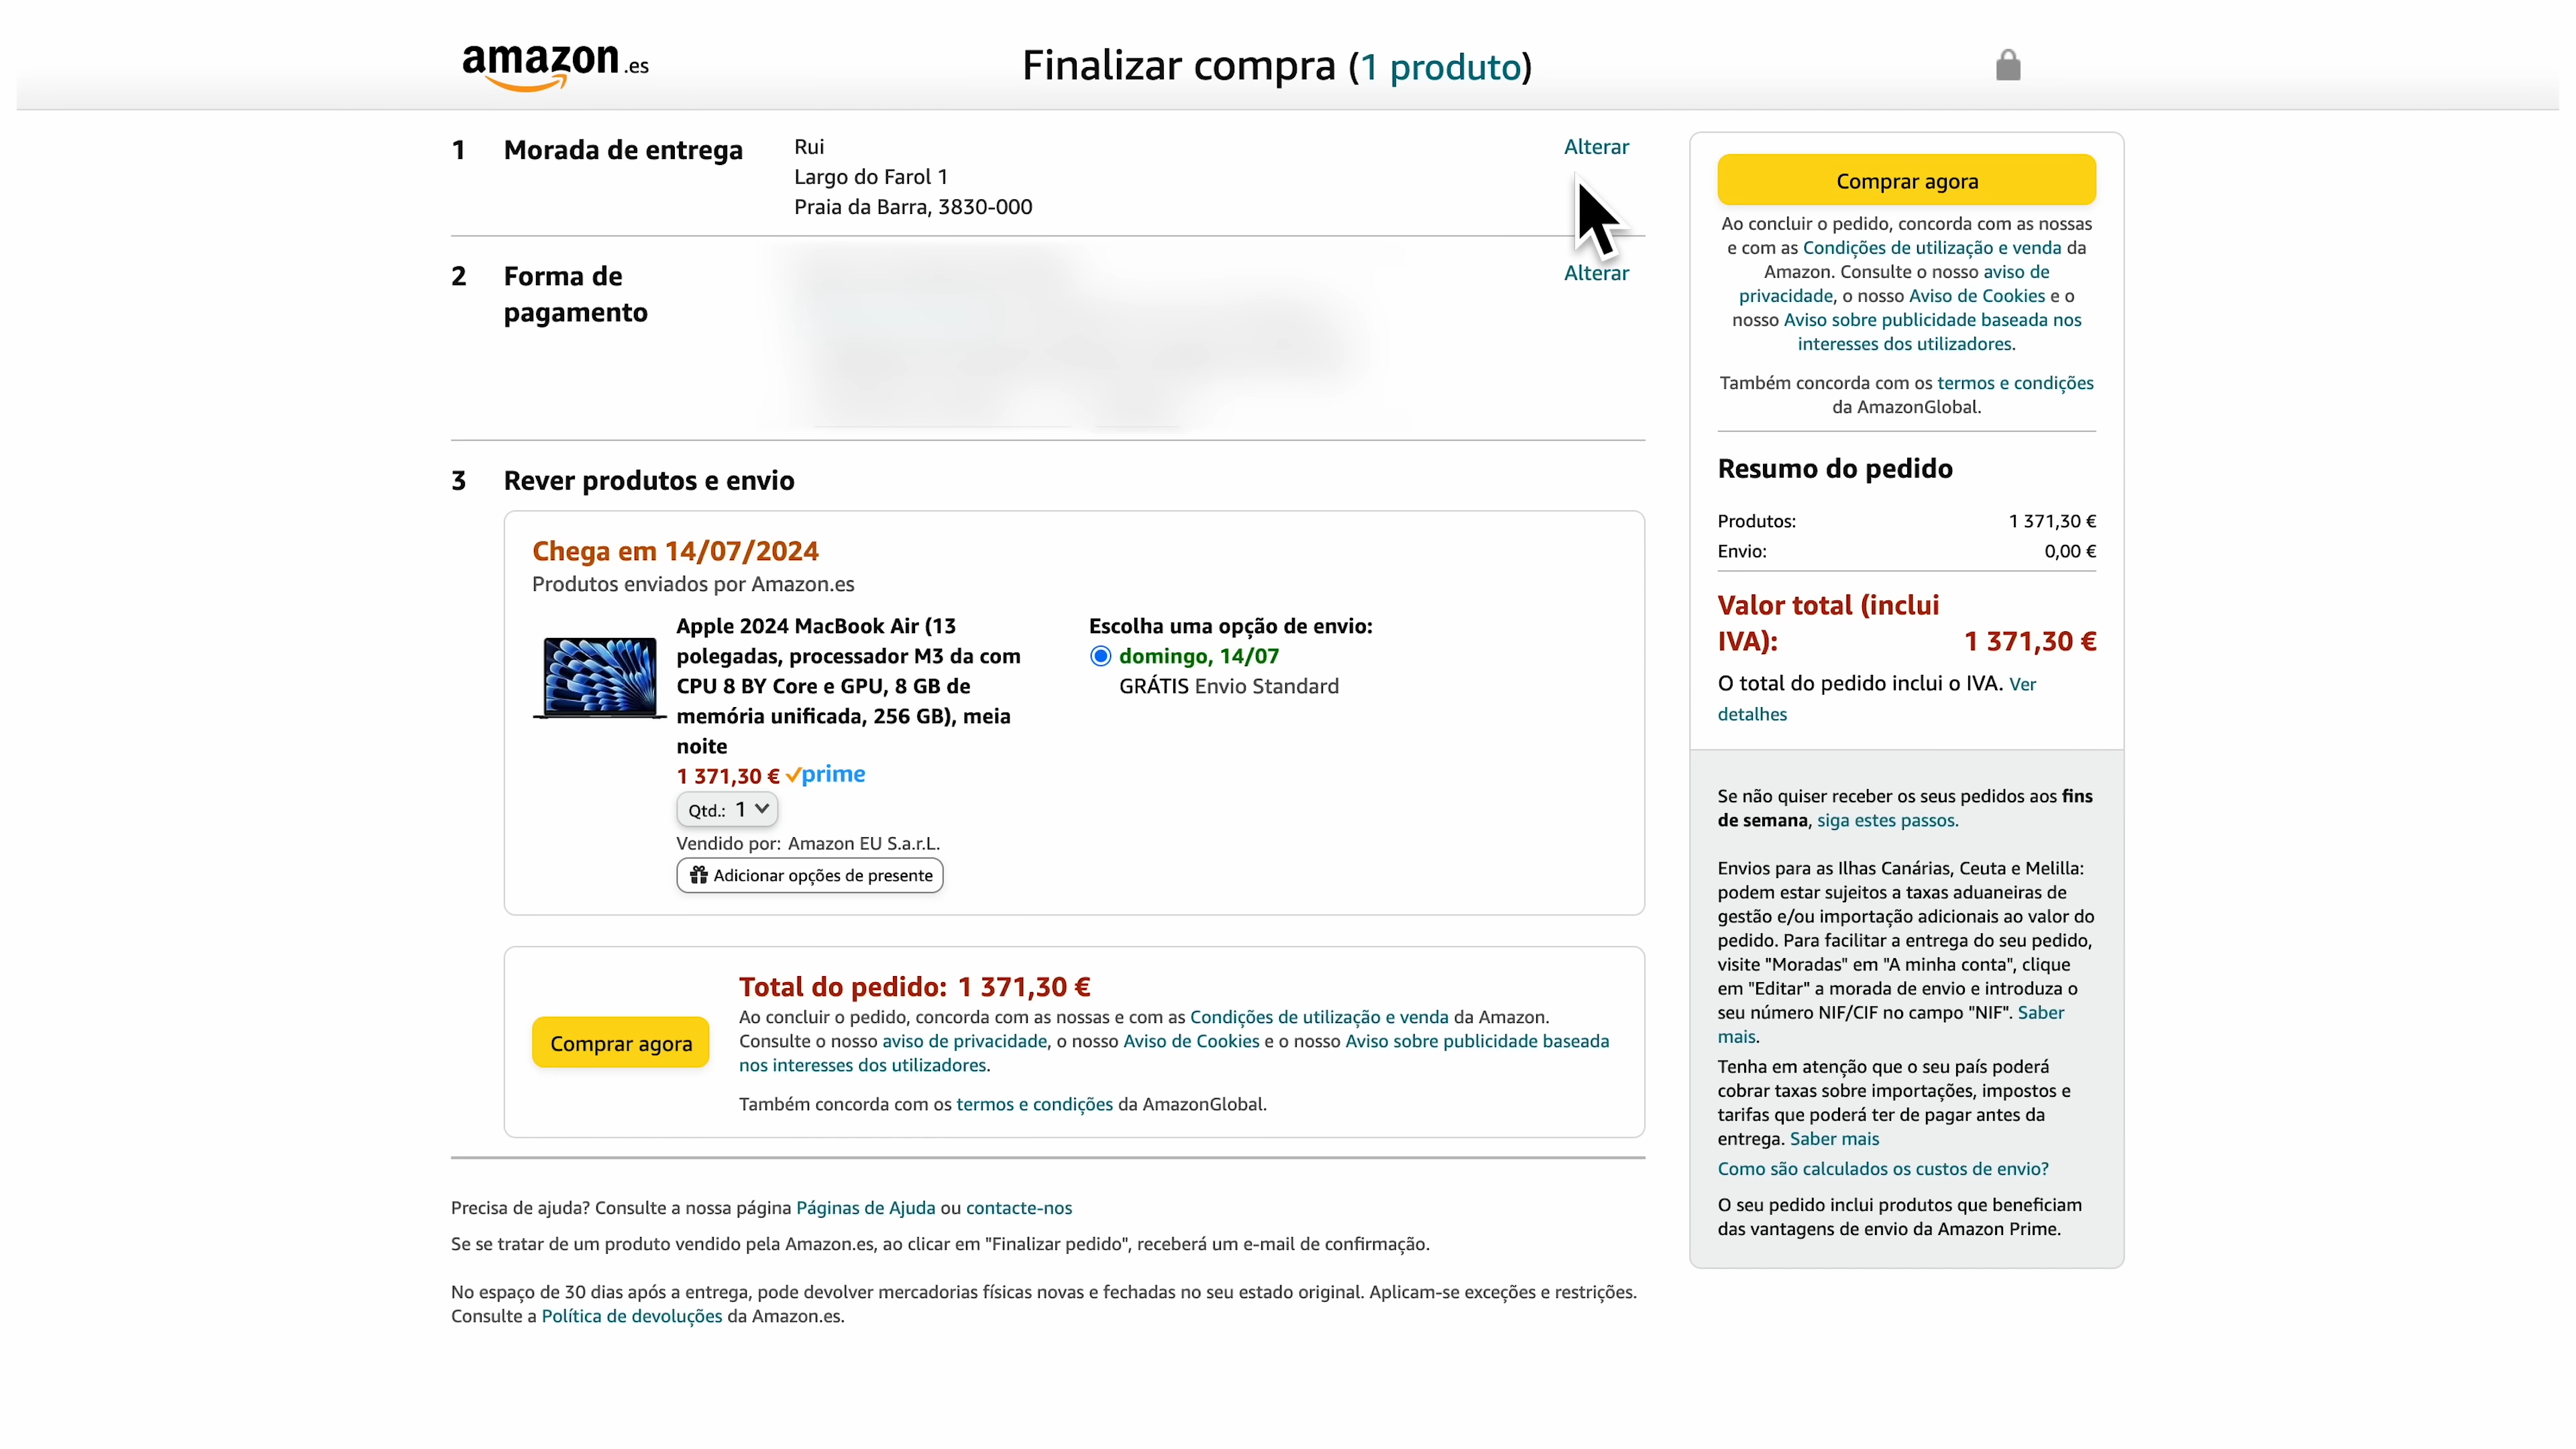 amazon.es
Finalizar compra (1 produto)
1 Morada de entrega
Rui
Largo do Farol 1
Praia da Barra, 3830-000
Alterar
2 Forma de
pagamento
Alterar
3 Rever produtos e envio
Chega em 14/07/2024
Produtos enviados por Amazon.es
Apple 2024 MacBook Air (13
polegadas, processador M3 da com
CPU 8 BY Core e GPU, 8 GB de
memória unificada, 256 GB), meia
noite
1 371,30 € prime
Qtd.: 1
Vendido por: Amazon EU S.a.r.L.
Adicionar opções de presente
Escolha uma opção de envio:
domingo, 14/07
GRÁTIS Envio Standard
Comprar agora
Total do pedido: 1 371,30 €
Ao concluir o pedido, concorda com as nossas e com as Condições de utilização e venda da Amazon.
Consulte o nosso aviso de privacidade, o nosso Aviso de Cookies e o nosso Aviso sobre publicidade baseada
nos interesses dos utilizadores.
Também concorda com os termos e condições da AmazonGlobal.
Precisa de ajuda? Consulte a nossa página Páginas de Ajuda ou contacte-nos
Se se tratar de um produto vendido pela Amazon.es, ao clicar em "Finalizar pedido", receberá um e-mail de confirmação.
No espaço de 30 dias após a entrega, pode devolver mercadorias físicas novas e fechadas no seu estado original. Aplicam-se exceções e restrições.
Consulte a Política de devoluções da Amazon.es.
Comprar agora
Ao concluir o pedido, concorda com as nossas
e com as Condições de utilização e venda da
Amazon. Consulte o nosso aviso de
privacidade, o nosso Aviso de Cookies e o
nosso Aviso sobre publicidade baseada nos
interesses dos utilizadores.
Também concorda com os termos e condições
da AmazonGlobal.
Resumo do pedido
Produtos: 1 371,30 €
Envio: 0,00 €
Valor total (inclui
IVA): 1 371,30 €
O total do pedido inclui o IVA. Ver
detalhes
Se não quiser receber os seus pedidos aos fins
de semana, siga estes passos.
Envios para as Ilhas Canárias, Ceuta e Melilla:
podem estar sujeitos a taxas aduaneiras de
gestão e/ou importação adicionais ao valor do
pedido. Para facilitar a entrega do seu pedido,
visite "Moradas" em "A minha conta", clique
em "Editar" a morada de envio e introduza o
seu número NIF/CIF no campo "NIF". Saber
mais.
Tenha em atenção que o seu país poderá
cobrar taxas sobre importações, impostos e
tarifas que poderá ter de pagar antes da
entrega. Saber mais
Como são calculados os custos de envio?
O seu pedido inclui produtos que beneficiam
das vantagens de envio da Amazon Prime.